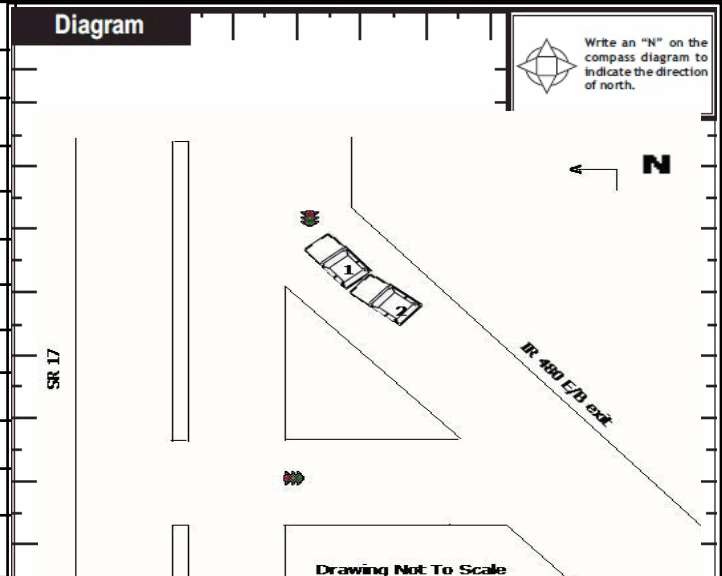 Diagram
Write an “N” on the
compass diagram to
indicate the direction
of north.
N
1
2
SR 17
IR 480 E/B exit
Drawing Not To Scale